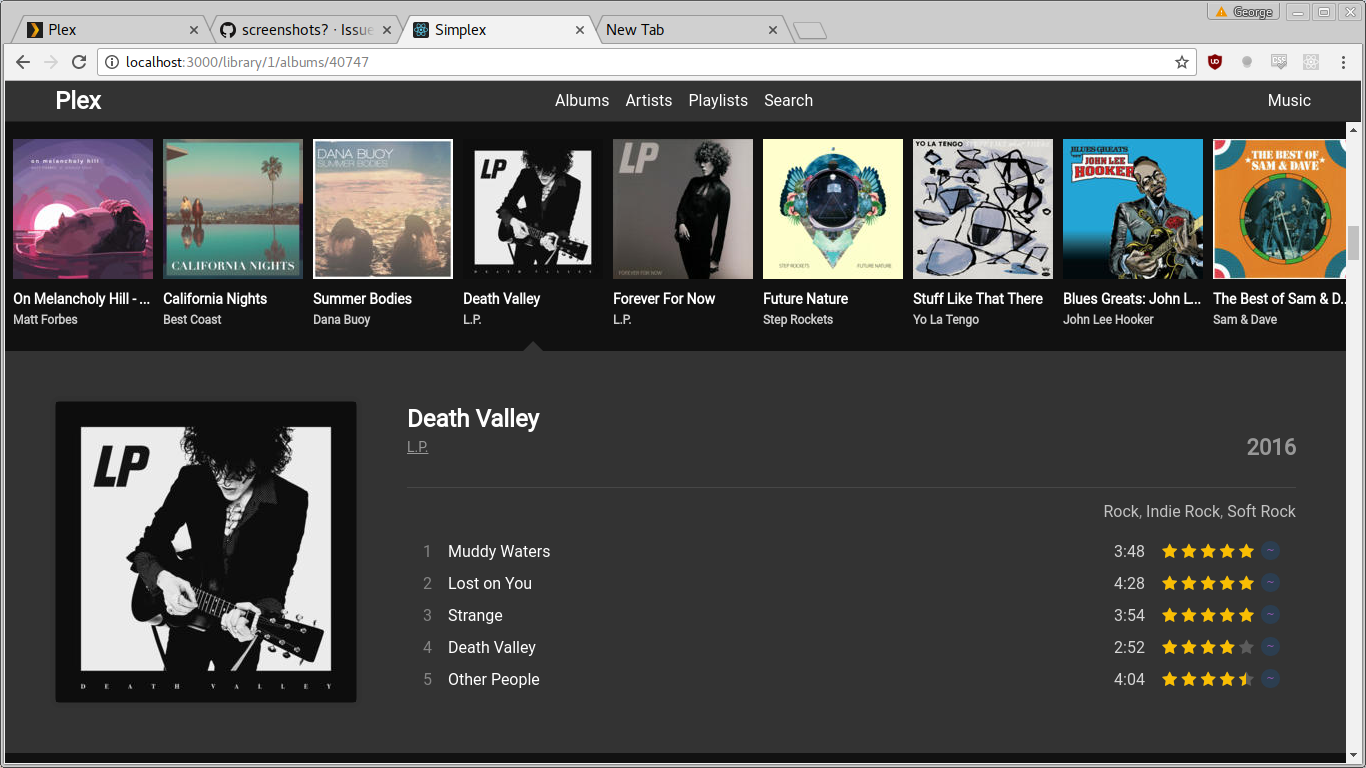 George
Plex
screenshots? · Issue
Simplex
New Tab
localhost:3000/library/1/albums/40747
Plex
Albums Artists Playlists Search
Music
on melancholy hill
CALIFORNIA NIGHTS
DANA BUOY
SUMMER BODIES
LP
DEATH VALLEY
LP
FOREVER FOR NOW
STEP ROCKETS FUTURE NATURE
YO LA TENGO
BLUES GREATS
JOHN LEE
HOOKER
THE BEST OF
SAM & DAVE
On Melancholy Hill - ...
Matt Forbes
California Nights
Best Coast
Summer Bodies
Dana Buoy
Death Valley
L.P.
Forever For Now
L.P.
Future Nature
Step Rockets
Stuff Like That There
Yo La Tengo
Blues Greats: John L...
John Lee Hooker
The Best of Sam & D...
Sam & Dave
LP
DEATH VALLEY
Death Valley
L.P.
2016
Rock, Indie Rock, Soft Rock
1 Muddy Waters 3:48
2 Lost on You 4:28
3 Strange 3:54
4 Death Valley 2:52
5 Other People 4:04